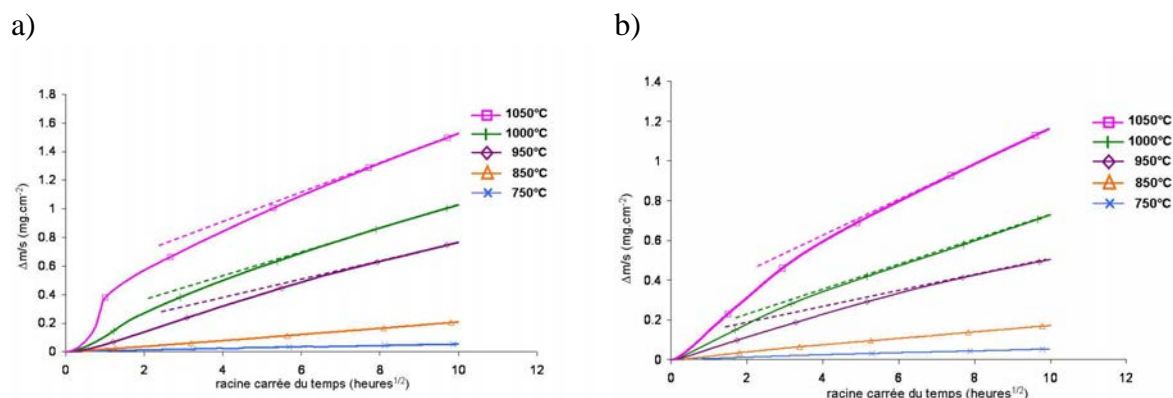 a)
Δm/s (mg.cm-2)
1.8
1.6
1.4
1.2
1
0.8
0.6
0.4
0.2
0
0 2 4 6 8 10 12
racine carrée du temps (heures1/2)
1050°C
1000°C
950°C
850°C
750°C
b)
Δm/s (mg.cm-2)
1.4
1.2
1
0.8
0.6
0.4
0.2
0
0 2 4 6 8 10 12
racine carrée du temps (heures1/2)
1050°C
1000°C
950°C
850°C
750°C